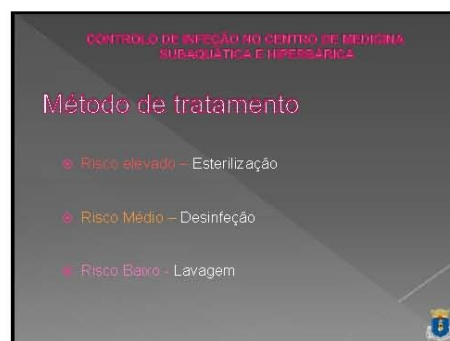 CONTROLO DE INFEÇÃO NO CENTRO DE MEDICINA
SUBAQUÁTICA E HIPERBÁRICA
Método de tratamento
Risco elevado – Esterilização
Risco Médio – Desinfeção
Risco Baixo - Lavagem